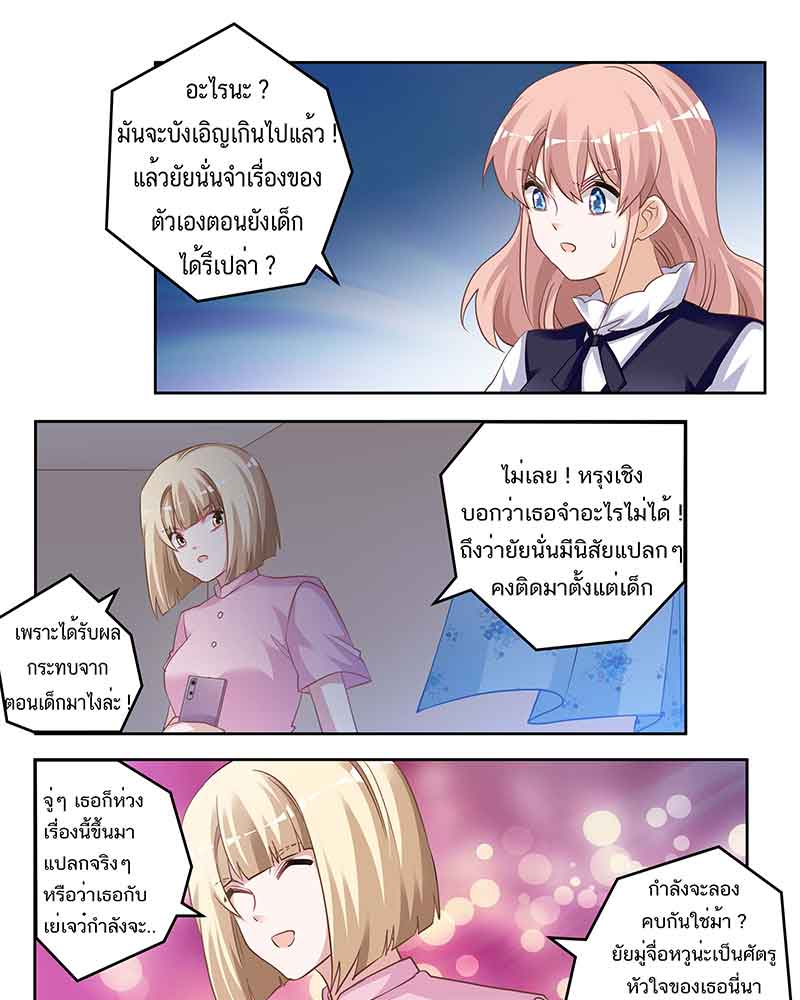 อะไรนะ ?
มันจะบังเอิญเกินไปแล้ว !
แล้วยัยนั่นจำเรื่องของ
ตัวเองตอนยังเด็ก
ได้รึเปล่า ?
ไม่เลย ! หรุงเชิง
บอกว่าเธอจำอะไรไม่ได้ !
ถึงว่ายัยนั่นมีนิสัยแปลกๆ
คงติดมาตั้งแต่เด็ก
เพราะได้รับผล
กระทบจาก
ตอนเด็กมาไงล่ะ !
จู่ๆ เธอก็ห่วง
เรื่องนี้ขึ้นมา
แปลกจริงๆ
หรือว่าเธอกับ
เย่เจว๋กำลังจะ..
กำลังจะลอง
คบกันใช่ม้า ?
ยัยมู่จื่อหวูน่ะเป็นศัตรู
หัวใจของเธอนี่นา